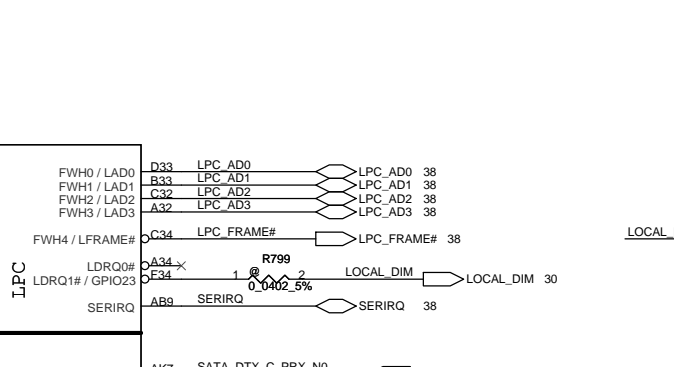 FWH0 / LAD0 D33 LPC_AD0 LPC_AD0 38
FWH1 / LAD1 B33 LPC_AD1 LPC_AD1 38
FWH2 / LAD2 C32 LPC_AD2 LPC_AD2 38
FWH3 / LAD3 A32 LPC_AD3 LPC_AD3 38
FWH4 / LFRAME# C34 LPC_FRAME# LPC_FRAME# 38
LOCAL_
LPC
LDRQ0# A34
R799
LDRQ1# / GPIO23 E34 1 @ 2 LOCAL_DIM LOCAL_DIM 30
0_0402_5%
SERIRQ AB9 SERIRQ SERIRQ 38